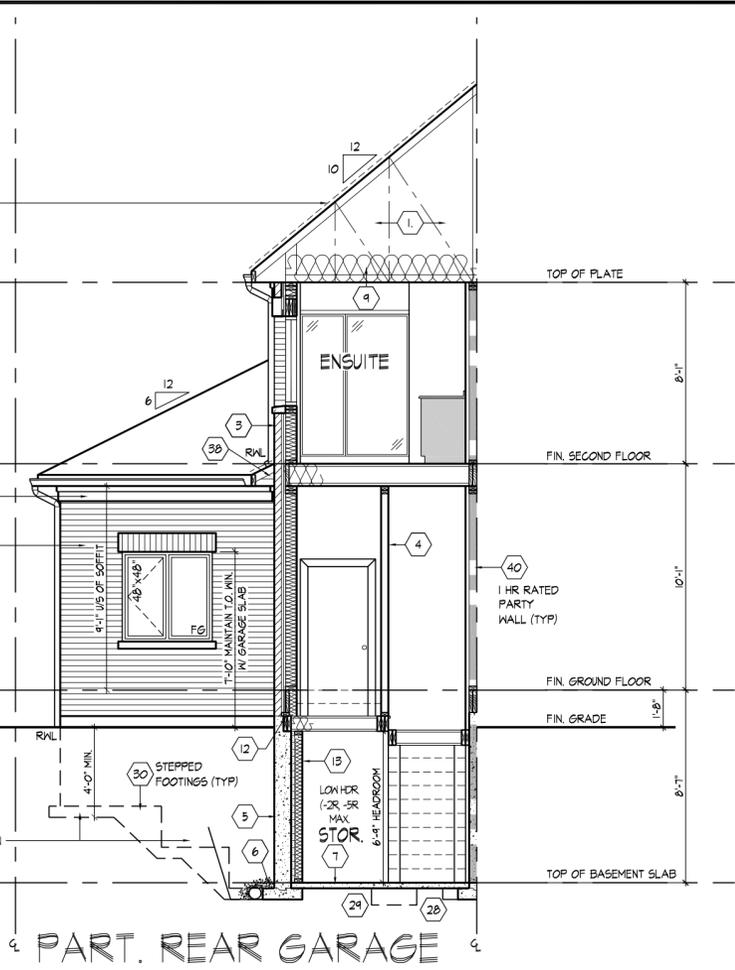 12
10
1.
TOP OF PLATE
9
ENSUITE
8'-1"
12
6
3
38
RWL
FIN. SECOND FLOOR
4
40
1 HR RATED
PARTY
WALL (TYP)
10'-1"
9'-1" U/S OF SOFFIT
48"x48"
FG
7'-10" MAINTAIN T.O. WIN.
W/ GARAGE SLAB
FIN. GROUND FLOOR
1'-8"
FIN. GRADE
RWL
12
4'-0" MIN.
30
STEPPED
FOOTINGS (TYP)
13
LOW HDR
(-2R, -5R
MAX.
STOR.
6'-9" HEADROOM
8'-7"
5
6
7
TOP OF BASEMENT SLAB
29
28
℄
PART. REAR GARAGE
℄